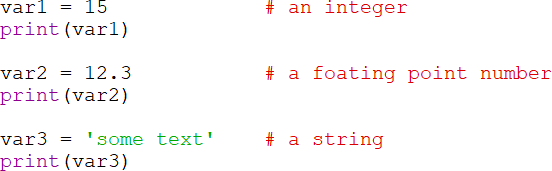 var1 = 15             # an integer
print(var1)
var2 = 12.3           # a foating point number
print(var2)
var3 = 'some text'    # a string
print(var3)